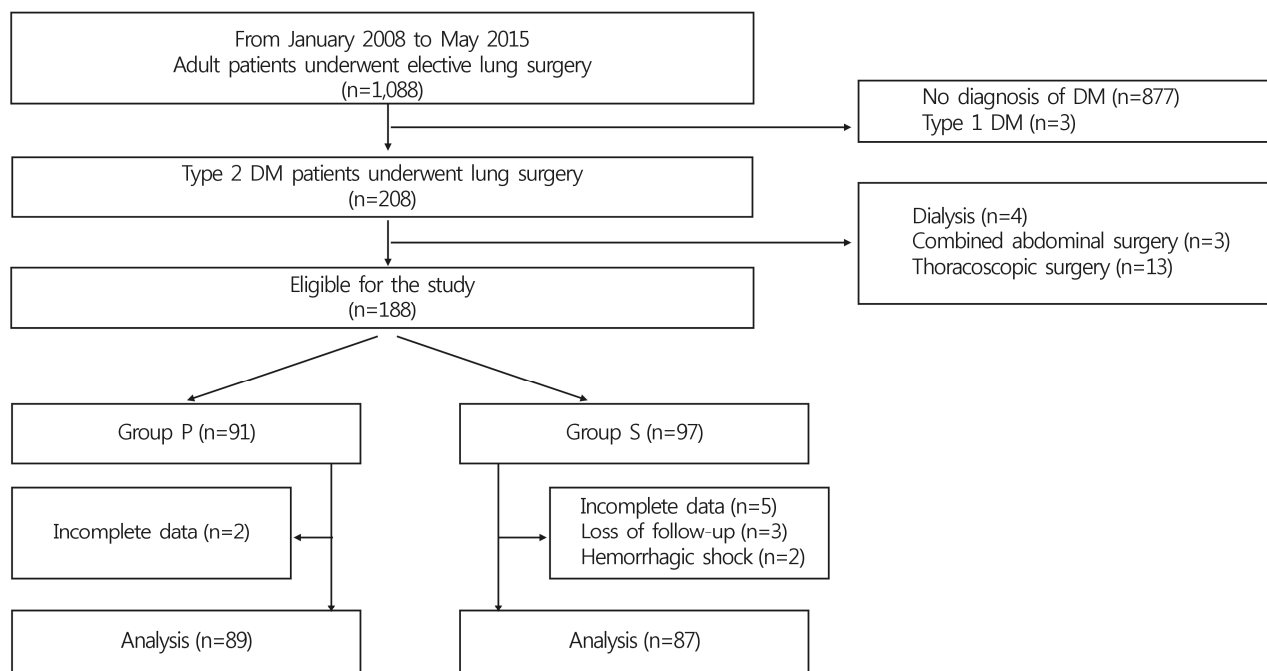 From January 2008 to May 2015
Adult patients underwent elective lung surgery
(n=1,088)
No diagnosis of DM (n=877)
Type 1 DM (n=3)
Type 2 DM patients underwent lung surgery
(n=208)
Dialysis (n=4)
Combined abdominal surgery (n=3)
Thoracoscopic surgery (n=13)
Eligible for the study
(n=188)
Group P (n=91)
Group S (n=97)
Incomplete data (n=2)
Incomplete data (n=5)
Loss of follow-up (n=3)
Hemorrhagic shock (n=2)
Analysis (n=89)
Analysis (n=87)